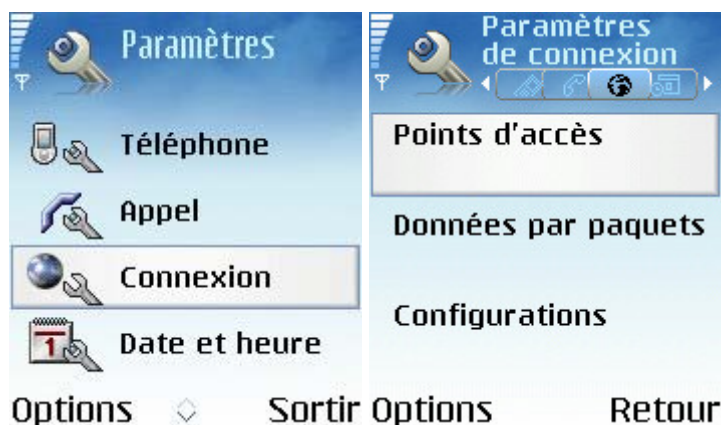 Paramètres
Téléphone
Appel
Connexion
1
Date et heure
Options
Sortir
Paramètres
de connexion
Points d'accès
Données par paquets
Configurations
Options
Retour